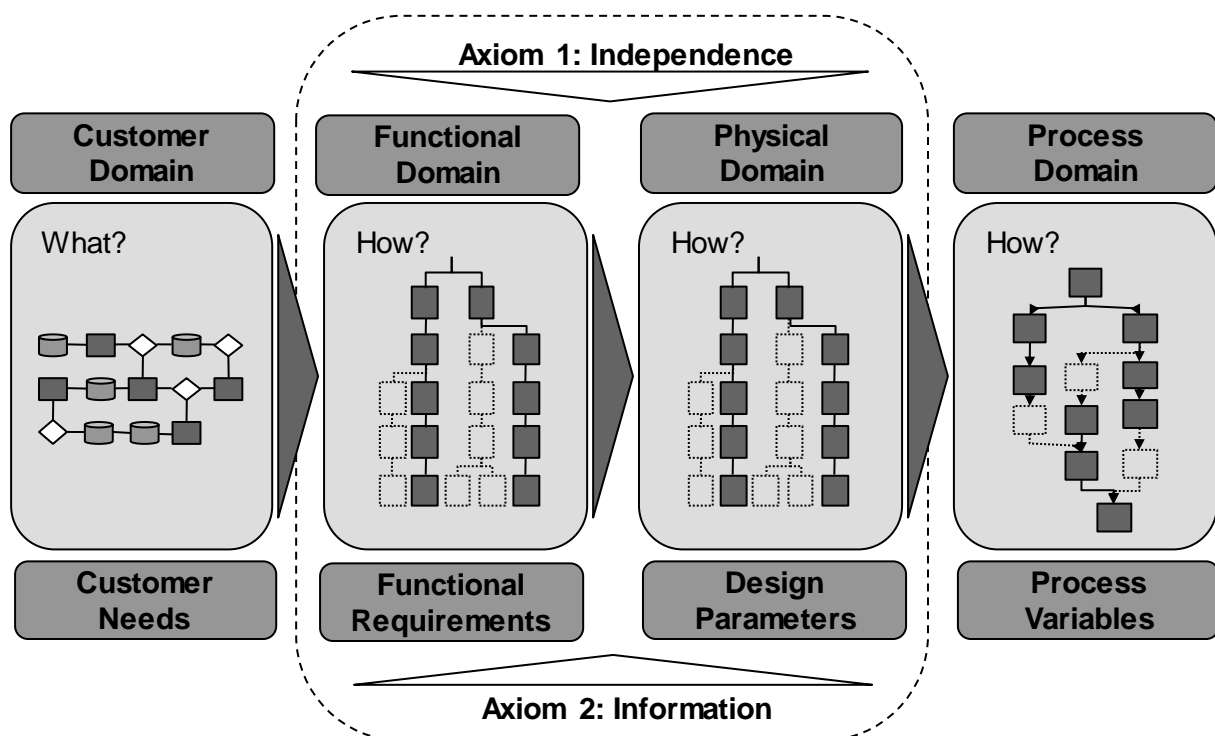 Axiom 1: Independence
Customer
Domain
Functional
Domain
Physical
Domain
Process
Domain
What?
How?
How?
How?
Customer
Needs
Functional
Requirements
Design
Parameters
Process
Variables
Axiom 2: Information